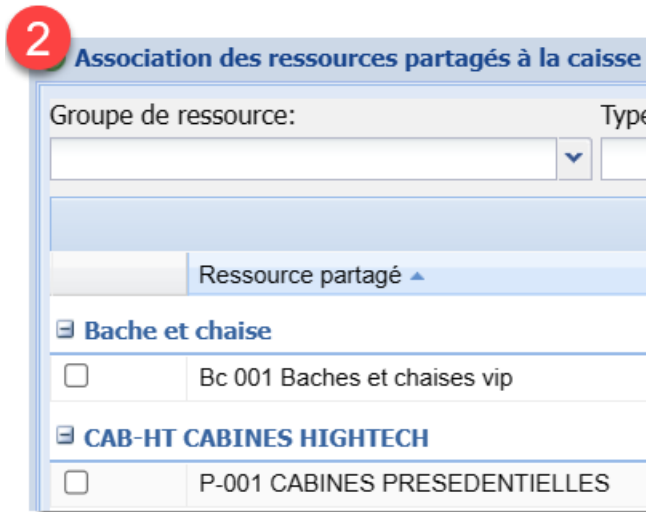 2
Association des ressources partagés à la caisse
Groupe de ressource: Type
Ressource partagé
Bache et chaise
Bc 001 Baches et chaises vip
CAB-HT CABINES HIGHTECH
P-001 CABINES PRESEDENTIELLES